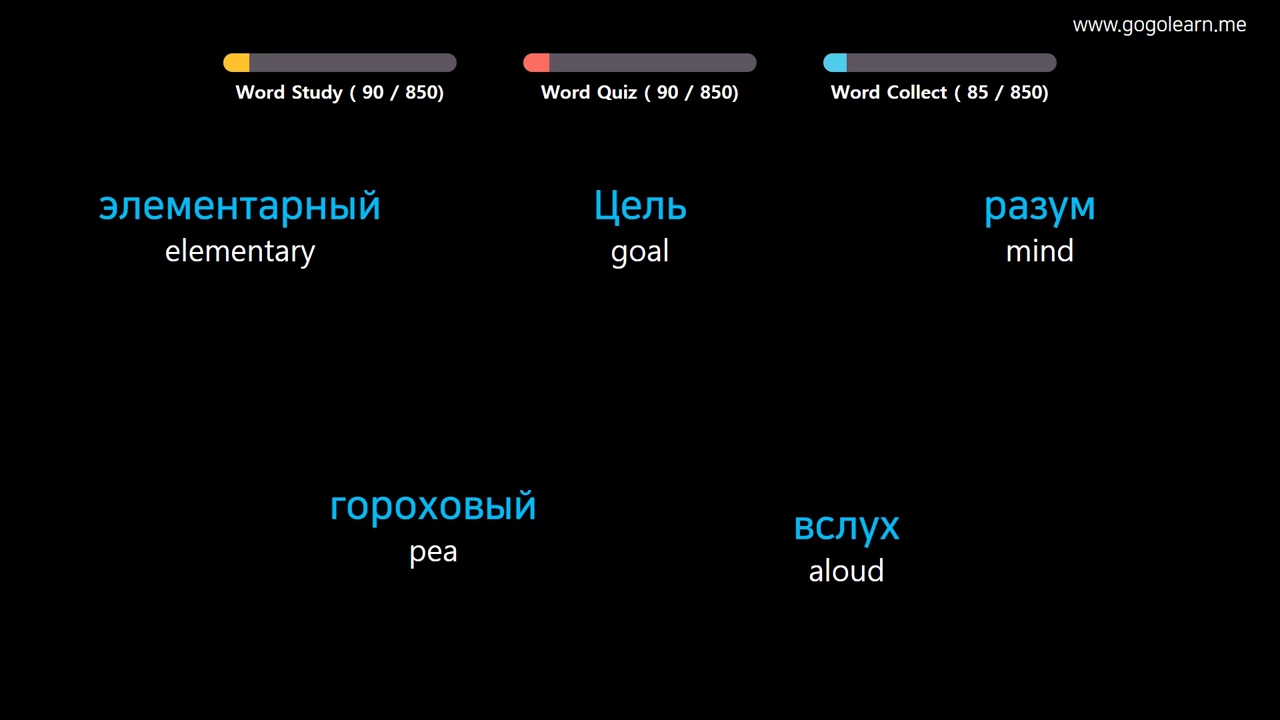 www.gogolearn.me
Word Study ( 90 / 850)
Word Quiz ( 90 / 850)
Word Collect ( 85 / 850)
элементарный
elementary
Цель
goal
разум
mind
гороховый
pea
вслух
aloud